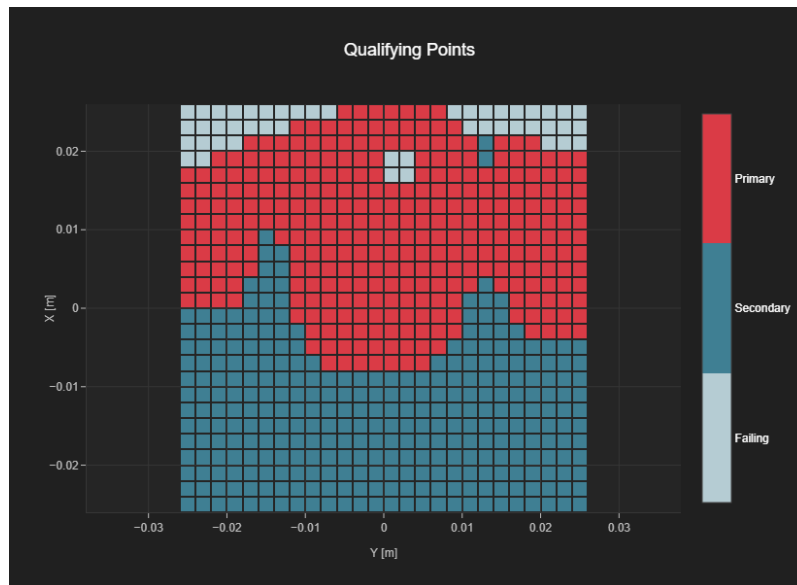 Qualifying Points
0.02
0.01
0
−0.01
−0.02
X [m]
−0.03
−0.02
−0.01
0
0.01
0.02
0.03
Y [m]
Primary
Secondary
Failing